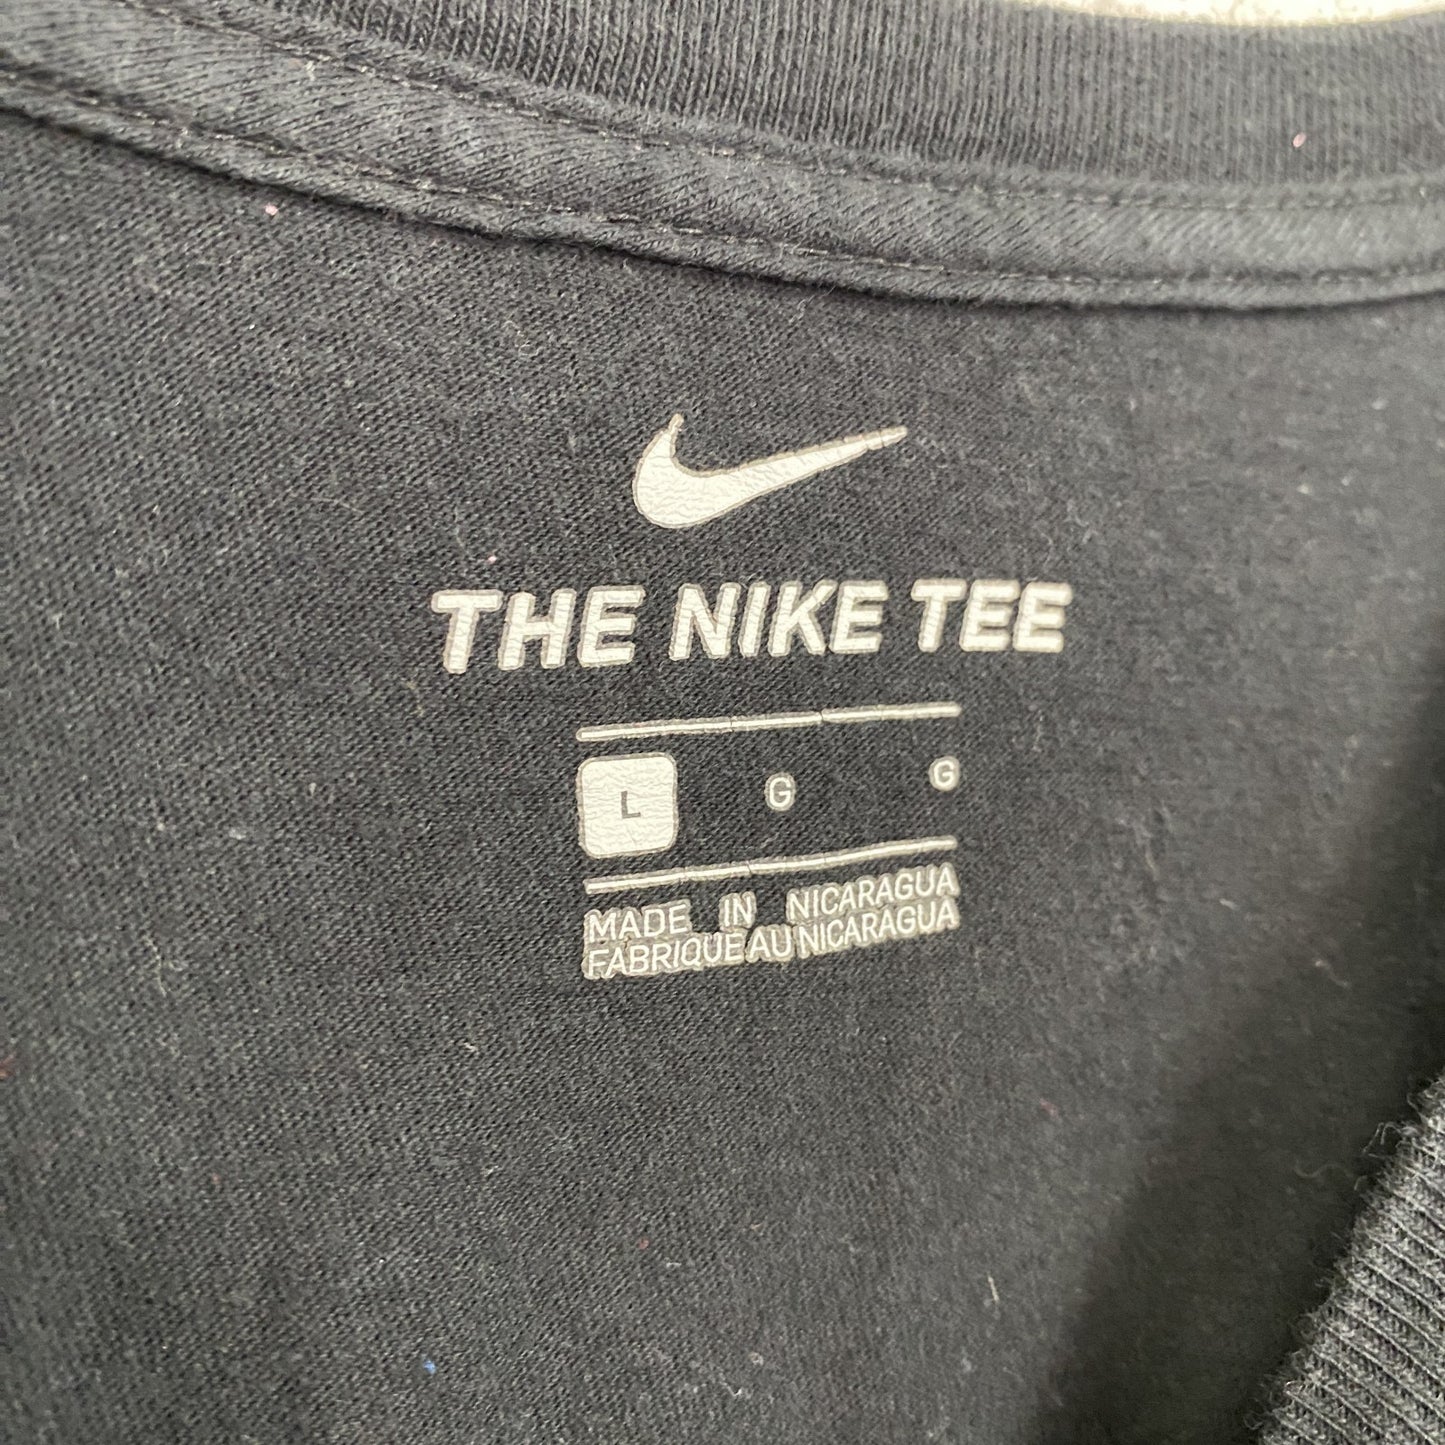 THE NIKE TEE
L G G
MADE IN NICARAGUA
FABRIQUE AU NICARAGUA